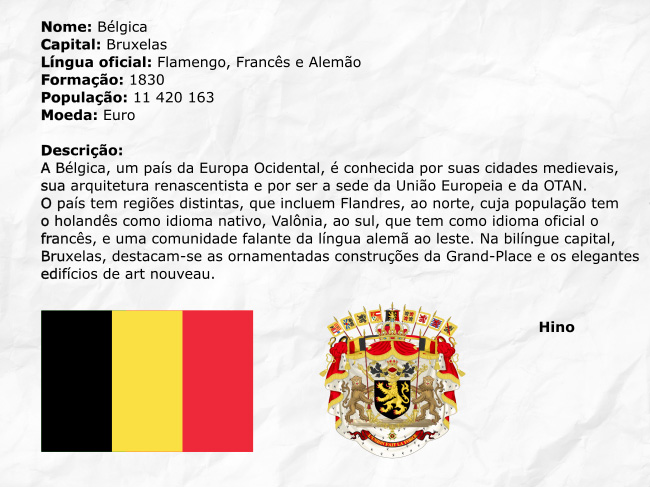 Nome: Bélgica
Capital: Bruxelas
Língua oficial: Flamengo, Francês e Alemão
Formação: 1830
População: 11 420 163
Moeda: Euro
Descrição:
A Bélgica, um país da Europa Ocidental, é conhecida por suas cidades medievais,
sua arquitetura renascentista e por ser a sede da União Europeia e da OTAN.
O país tem regiões distintas, que incluem Flandres, ao norte, cuja população tem
o holandês como idioma nativo, Valônia, ao sul, que tem como idioma oficial o
francês, e uma comunidade falante da língua alemã ao leste. Na bilíngue capital,
Bruxelas, destacam-se as ornamentadas construções da Grand-Place e os elegantes
edifícios de art nouveau.
Hino